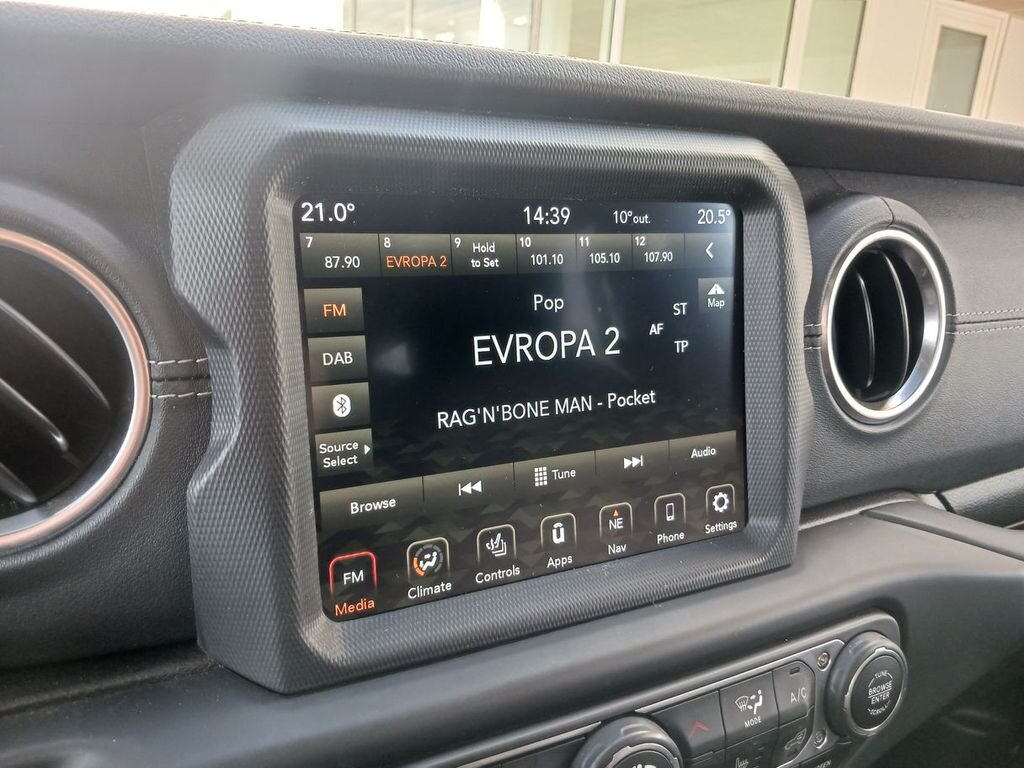 21.0° 14:39 10°out. 20.5°
7 87.90 8 EVROPA 2 9 Hold to Set 10 101.10 11 105.10 12 107.90
Map
FM
Pop
ST
AF
DAB
EVROPA 2
TP
RAG'N'BONE MAN - Pocket
Source
Select
Browse Tune Audio
FM
Media
Climate
Controls
Apps
NE
Nav
Phone
Settings
MODE
A/C
TUNE
BROWSE
ENTER
SCROLL